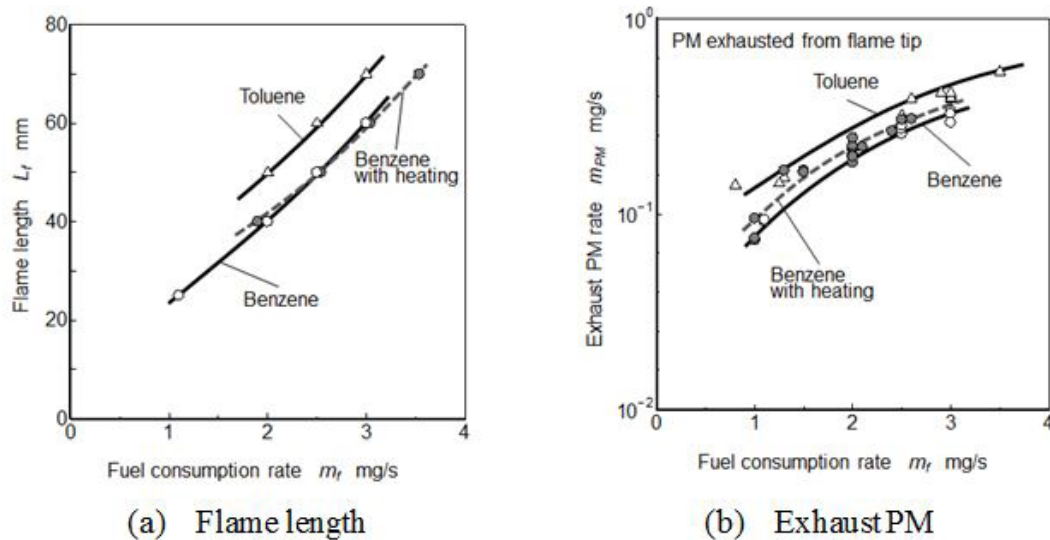 80
60
40
20
0
0
1
2
3
4
Flame length L_f mm
Toluene
Benzene
with heating
Benzene
Fuel consumption rate m_f mg/s
(a) Flame length
10⁰
10⁻¹
10⁻²
0
1
2
3
4
Exhaust PM rate m_PM mg/s
PM exhausted from flame tip
Toluene
Benzene
Benzene
with heating
Fuel consumption rate m_f mg/s
(b) Exhaust PM